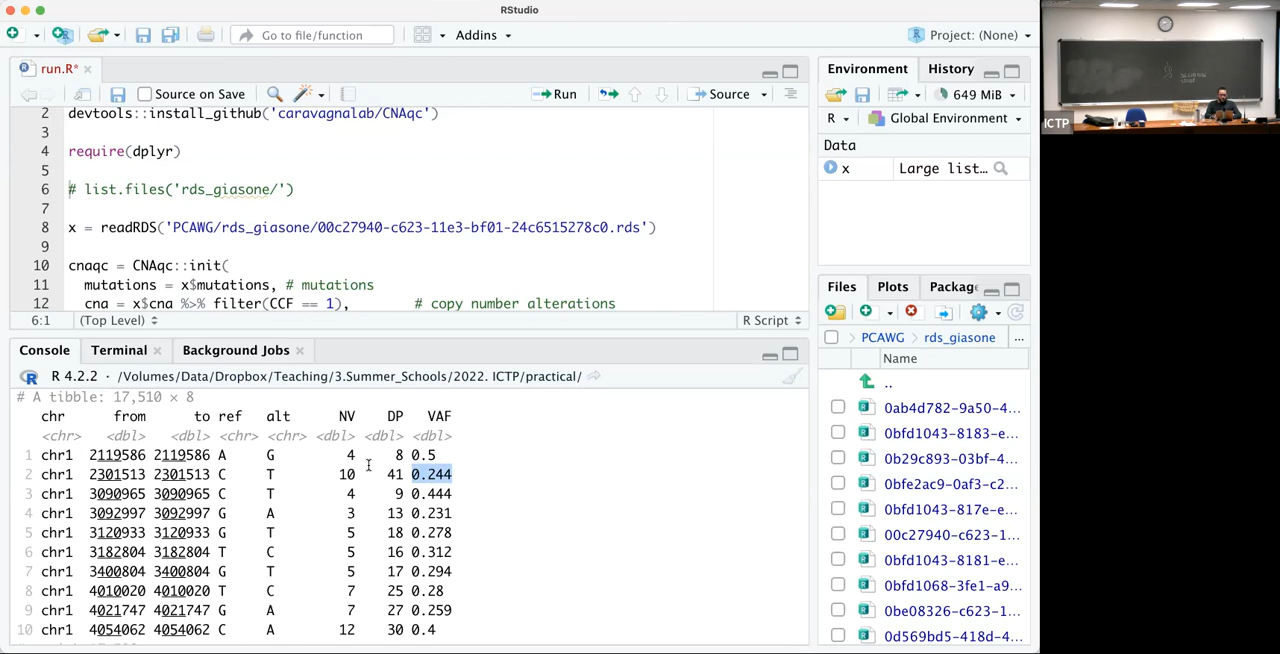 RStudio
Go to file/function
Addins
Project: (None)
run.R*
Source on Save
Run
Source
2 devtools::install_github('caravagnalab/CNAqc')
3
4 require(dplyr)
5
6 # list.files('rds_giasone/')
7
8 x = readRDS('PCAWG/rds_giasone/00c27940-c623-11e3-bf01-24c6515278c0.rds')
9
10 cnaqc = CNAqc::init(
11 mutations = x$mutations, # mutations
12 cna = x$cna %>% filter(CCF == 1), # copy number alterations
6:1 (Top Level) R Script
Console Terminal Background Jobs
R 4.2.2 · /Volumes/Data/Dropbox/Teaching/3.Summer_Schools/2022. ICTP/practical/
# A tibble: 17,510 × 8
chr from to ref alt NV DP VAF
<chr> <dbl> <dbl> <chr> <chr> <dbl> <dbl> <dbl>
1 chr1 2119586 2119586 A G 4 8 0.5
2 chr1 2301513 2301513 C T 10 41 0.244
3 chr1 3090965 3090965 C T 4 9 0.444
4 chr1 3092997 3092997 G A 3 13 0.231
5 chr1 3120933 3120933 G T 5 18 0.278
6 chr1 3182804 3182804 T C 5 16 0.312
7 chr1 3400804 3400804 G T 5 17 0.294
8 chr1 4010020 4010020 T C 7 25 0.28
9 chr1 4021747 4021747 G A 7 27 0.259
10 chr1 4054062 4054062 C A 12 30 0.4
Environment History
649 MiB
R Global Environment
Data
x Large list…
Files Plots Package
PCAWG rds_giasone ...
Name
..
0ab4d782-9a50-4…
0bfd1043-8183-e…
0b29c893-03bf-4…
0bfe2ac9-0af3-c2…
0bfd1043-817e-e…
00c27940-c623-1…
0bfd1043-8181-e…
0bfd1068-3fe1-a9…
0be08326-c623-1…
0d569bd5-418d-4…
ICTP